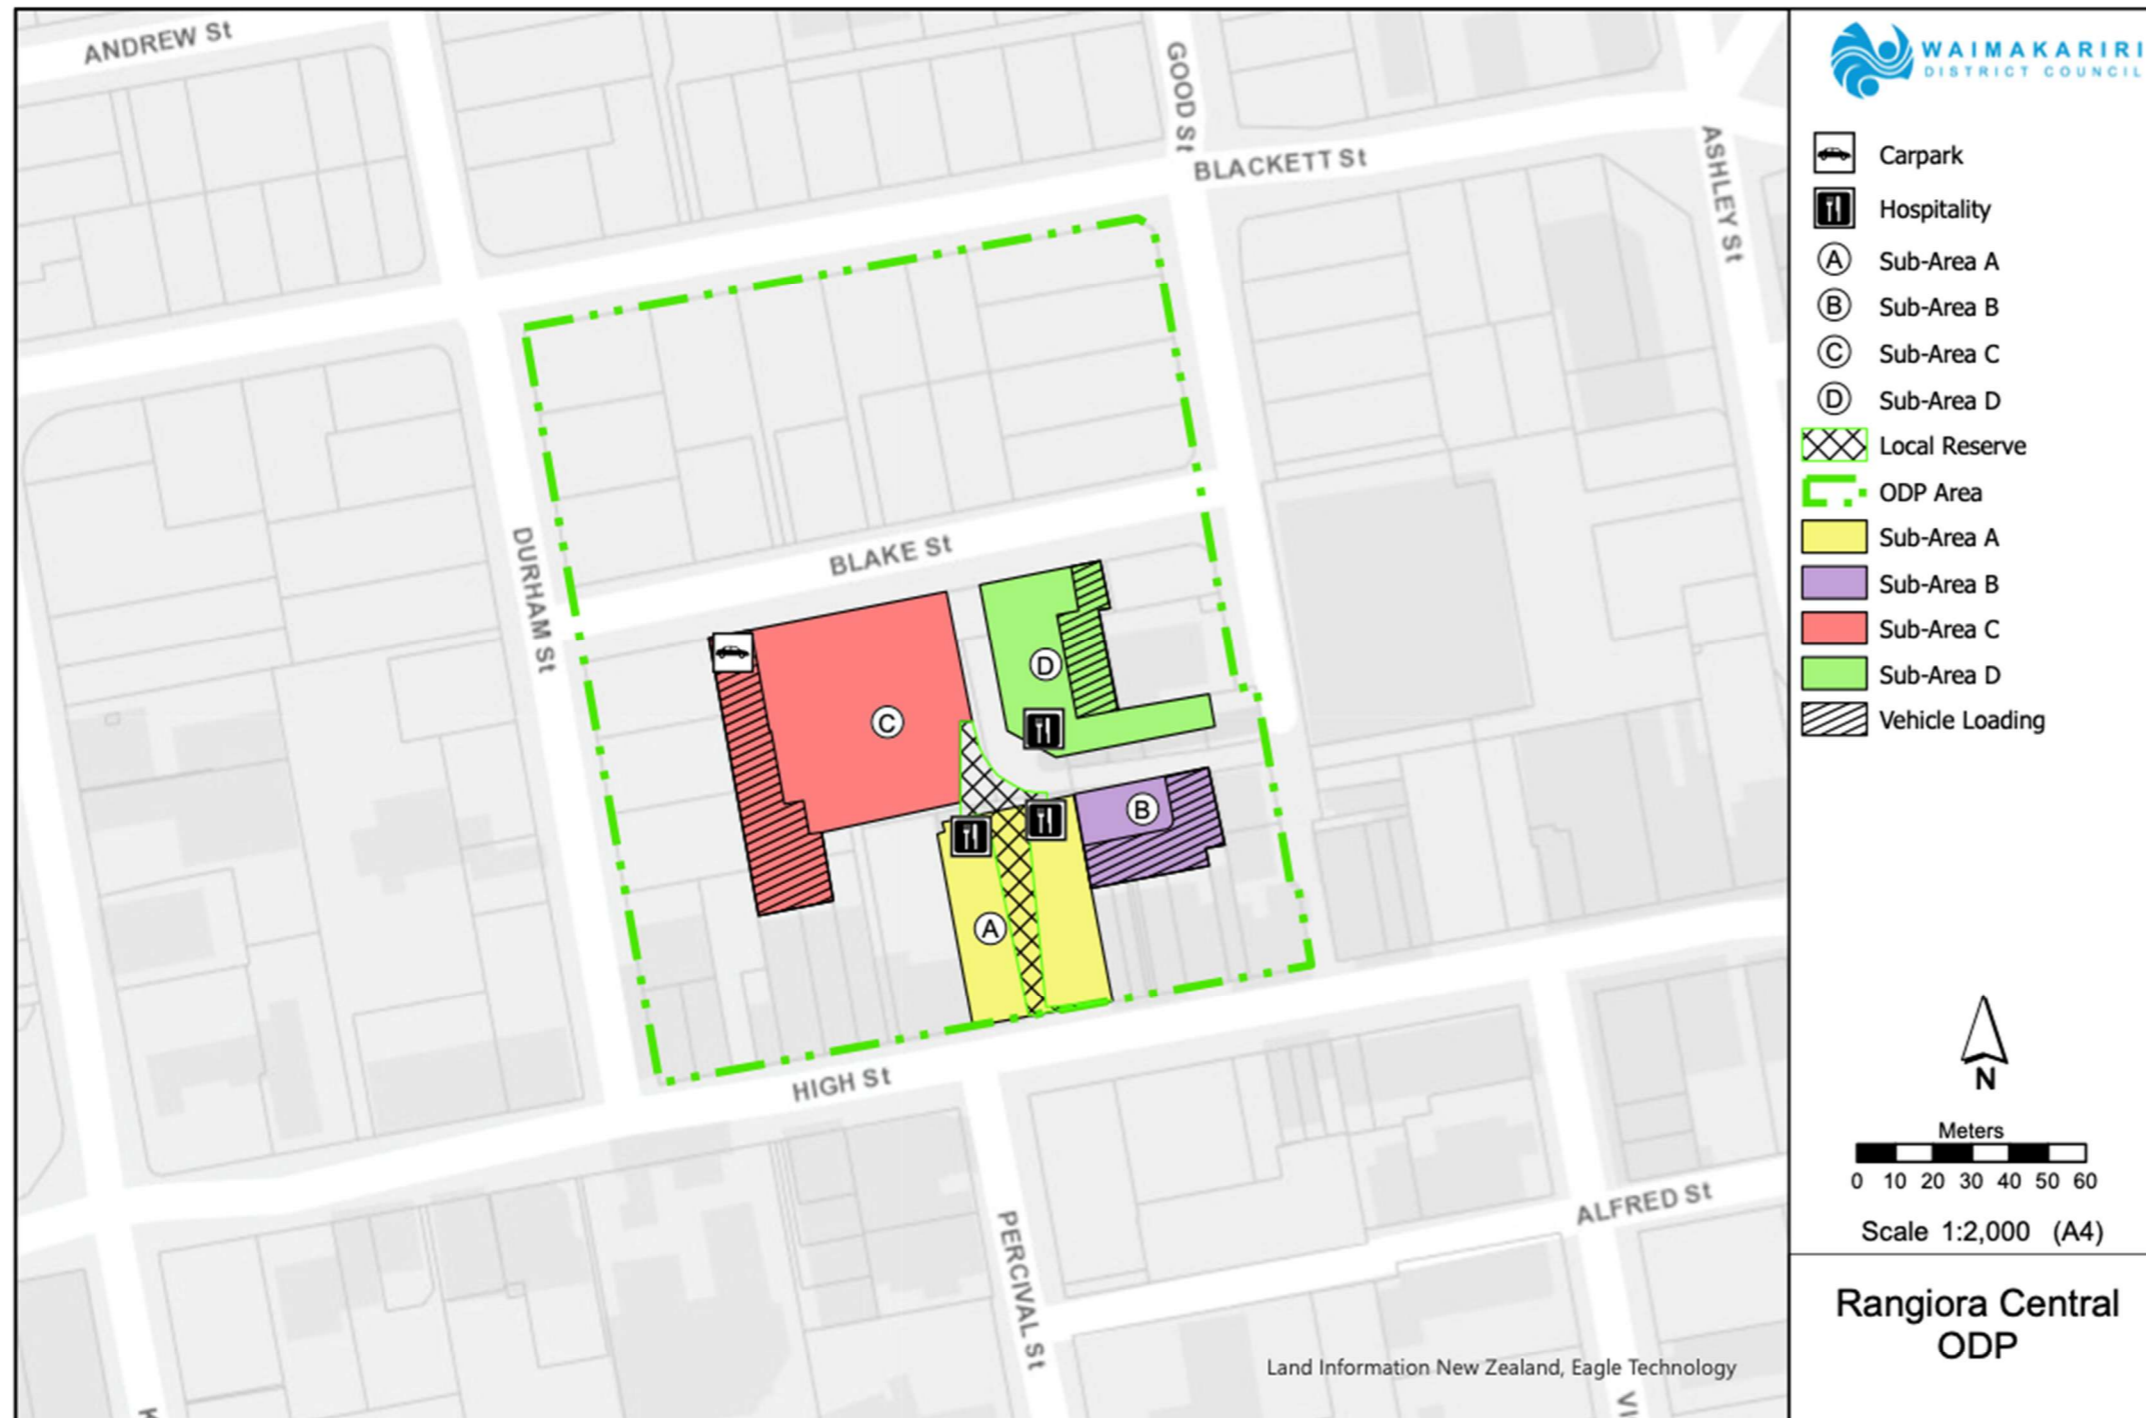 ANDREW St
GOOD St
BLACKETT St
ASHLEY St
DURHAM St
BLAKE St
C
D
B
A
HIGH St
PERCIVAL St
ALFRED St
Land Information New Zealand, Eagle Technology
WAIMAKARIRI
DISTRICT COUNCIL
Carpark
Hospitality
A Sub-Area A
B Sub-Area B
C Sub-Area C
D Sub-Area D
Local Reserve
ODP Area
Sub-Area A
Sub-Area B
Sub-Area C
Sub-Area D
Vehicle Loading
N
Meters
0 10 20 30 40 50 60
Scale 1:2,000 (A4)
Rangiora Central
ODP